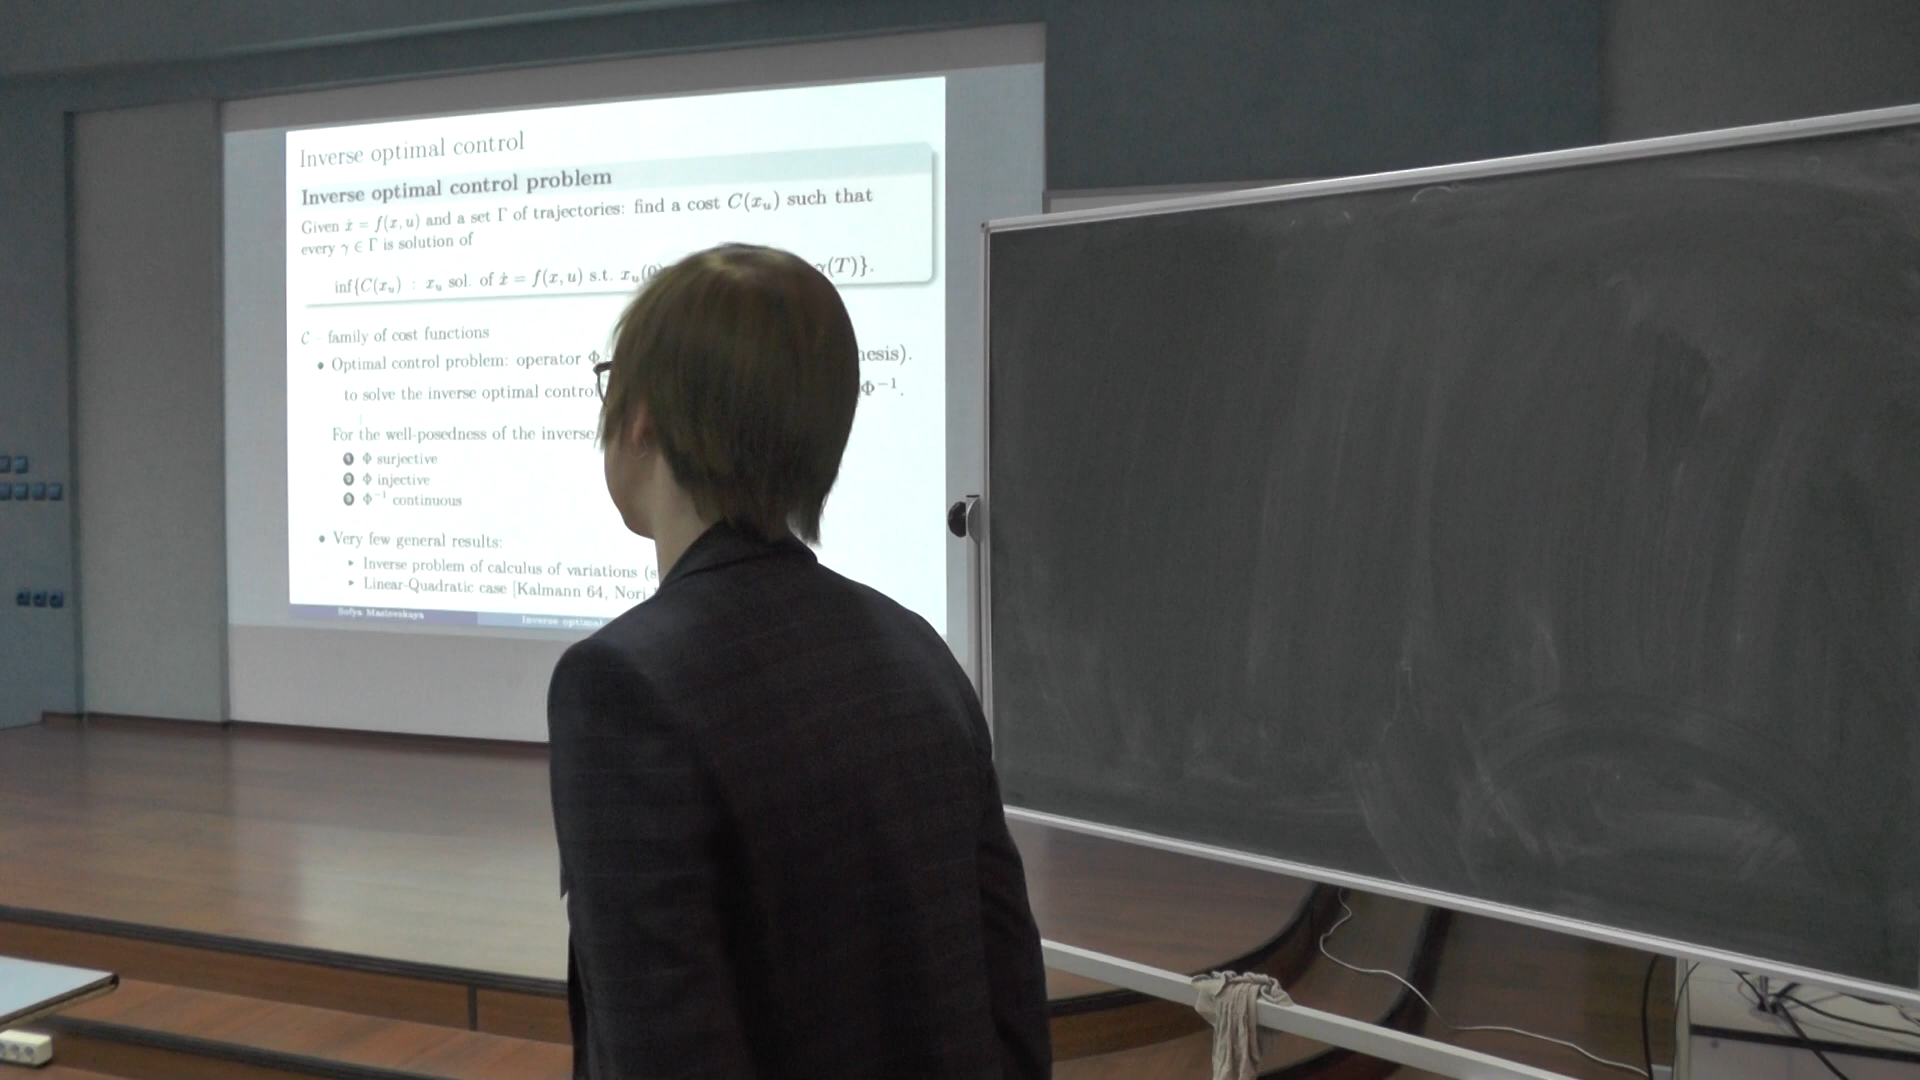 Inverse optimal control
Inverse optimal control problem
Given ẋ = f(x, u) and a set Γ of trajectories: find a cost C(x_u) such that
every γ ∈ Γ is solution of
inf{C(x_u) : x_u sol. of ẋ = f(x, u) s.t. x_u(0) γ(T)}.
C family of cost functions
• Optimal control problem: operator Φ hesis).
to solve the inverse optimal control Φ⁻¹.
For the well-posedness of the inverse
1 Φ surjective
2 Φ injective
3 Φ⁻¹ continuous
• Very few general results:
▸ Inverse problem of calculus of variations (s
▸ Linear-Quadratic case [Kalmann 64, Nori
Sofya Maslovskaya Inverse optimal